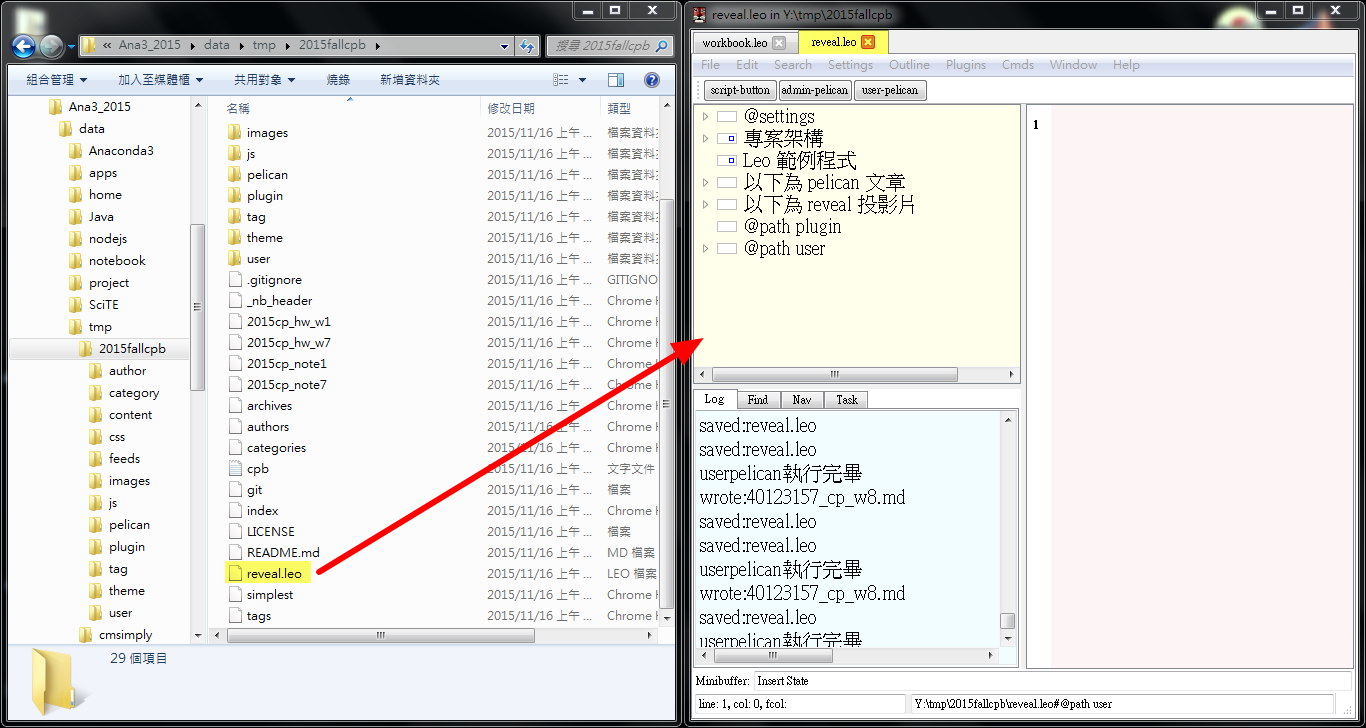 « Ana3_2015 ▸ data ▸ tmp ▸ 2015fallcpb ▸
搜尋 2015fallcpb
組合管理 ▼ 加入至媒體櫃 ▼ 共用對象 ▼ 燒錄 新增資料夾
Ana3_2015
data
Anaconda3
apps
home
Java
nodejs
notebook
project
SciTE
tmp
2015fallcpb
author
category
content
css
feeds
images
js
pelican
plugin
tag
theme
user
cmsimply
名稱 修改日期 類型
images 2015/11/16 上午 ... 檔案資料夾
js 2015/11/16 上午 ... 檔案資料夾
pelican 2015/11/16 上午 ... 檔案資料夾
plugin 2015/11/16 上午 ... 檔案資料夾
tag 2015/11/16 上午 ... 檔案資料夾
theme 2015/11/16 上午 ... 檔案資料夾
user 2015/11/16 上午 ... 檔案資料夾
.gitignore 2015/11/16 上午 ... GITIGNO
_nb_header 2015/11/16 上午 ... Chrome H
2015cp_hw_w1 2015/11/16 上午 ... Chrome H
2015cp_hw_w7 2015/11/16 上午 ... Chrome H
2015cp_note1 2015/11/16 上午 ... Chrome H
2015cp_note7 2015/11/16 上午 ... Chrome H
archives 2015/11/16 上午 ... Chrome H
authors 2015/11/16 上午 ... Chrome H
categories 2015/11/16 上午 ... Chrome H
cpb 2015/11/16 上午 ... 文字文件
git 2015/11/16 上午 ... 檔案
index 2015/11/16 上午 ... Chrome H
LICENSE 2015/11/16 上午 ... 檔案
README.md 2015/11/16 上午 ... MD 檔案
reveal.leo 2015/11/16 上午 ... LEO 檔案
simplest 2015/11/16 上午 ... Chrome H
tags 2015/11/16 上午 ... Chrome H
29 個項目
reveal.leo in Y:\tmp\2015fallcpb
workbook.leo reveal.leo
File Edit Search Settings Outline Plugins Cmds Window Help
script-button admin-pelican user-pelican
@settings
專案架構
Leo 範例程式
以下為 pelican 文章
以下為 reveal 投影片
@path plugin
@path user
1
Log Find Nav Task
saved:reveal.leo
saved:reveal.leo
userpelican執行完畢
wrote:40123157_cp_w8.md
saved:reveal.leo
saved:reveal.leo
userpelican執行完畢
wrote:40123157_cp_w8.md
saved:reveal.leo
userpelican執行完畢
Minibuffer: Insert State
line: 1, col: 0, fcol: Y:\tmp\2015fallcpb\reveal.leo#@path user